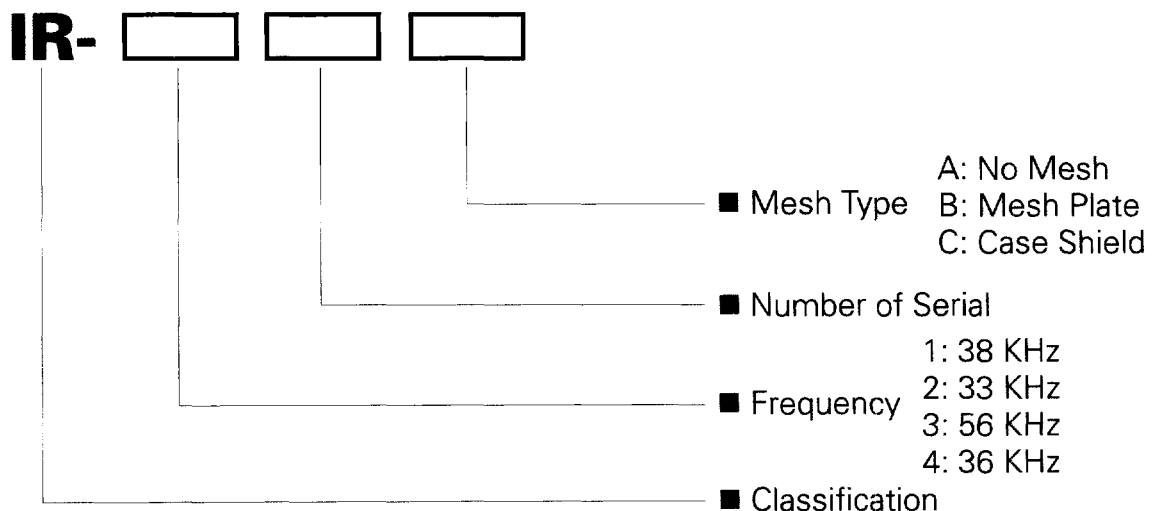 IR-
A: No Mesh
■ Mesh Type B: Mesh Plate
C: Case Shield
■ Number of Serial
1: 38 KHz
2: 33 KHz
■ Frequency
3: 56 KHz
4: 36 KHz
■ Classification